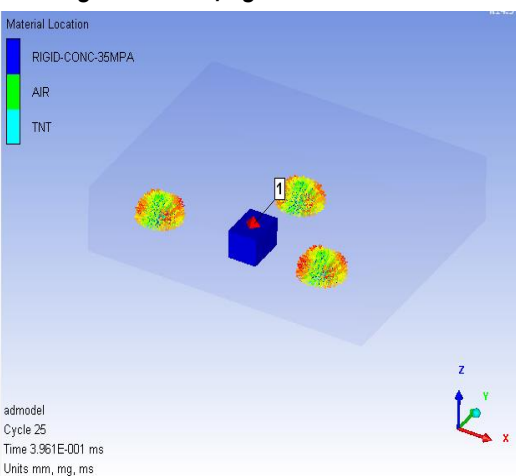 Material Location
RIGID-CONC-35MPA
AIR
TNT
1
Z
Y
X
admodel
Cycle 25
Time 3.961E-001 ms
Units mm, mg, ms